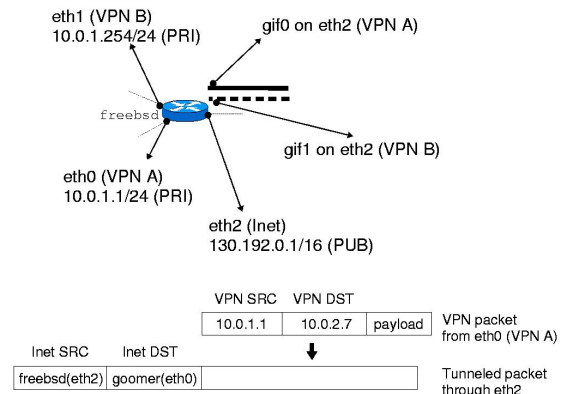 eth1 (VPN B)
10.0.1.254/24 (PRI)
gif0 on eth2 (VPN A)
freebsd
gif1 on eth2 (VPN B)
eth0 (VPN A)
10.0.1.1/24 (PRI)
eth2 (Inet)
130.192.0.1/16 (PUB)
VPN SRC VPN DST
10.0.1.1 10.0.2.7 payload
VPN packet
from eth0 (VPN A)
Inet SRC Inet DST
freebsd(eth2) goomer(eth0)
Tunneled packet
through eth2